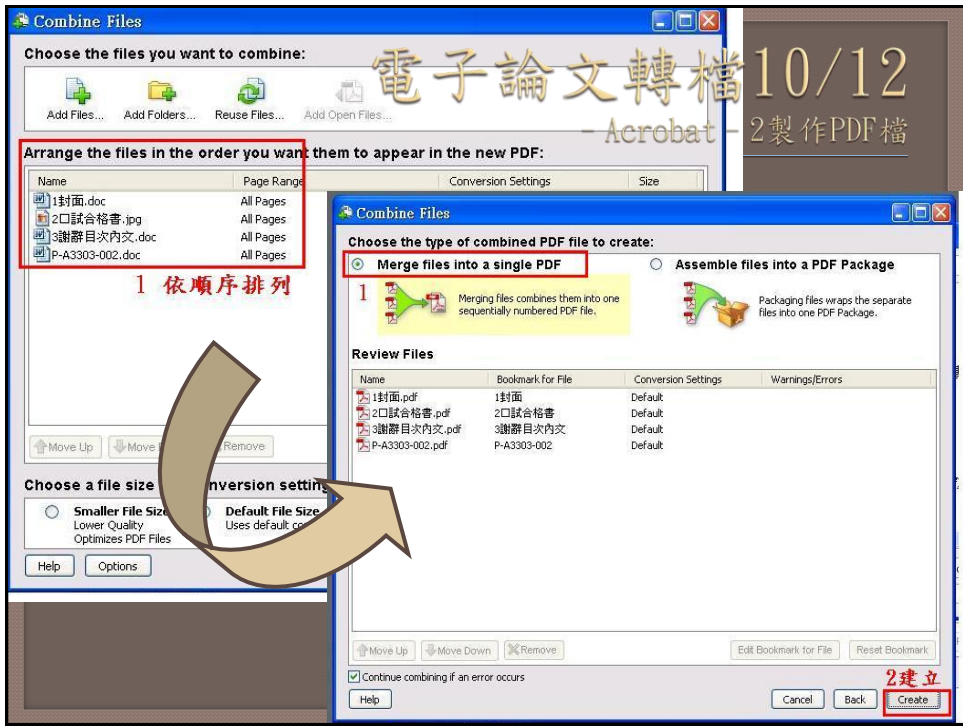 Combine Files
Choose the files you want to combine:
電子論文轉檔10/12
Add Files... Add Folders... Reuse Files... Add Open Files...
- Acrobat - 2製作PDF檔
Arrange the files in the order you want them to appear in the new PDF:
Name Page Range Conversion Settings Size
1封面.doc All Pages
2口試合格書.jpg All Pages
3謝辭目次內文.doc All Pages
P-A3303-002.doc All Pages
1 依順序排列
Move Up Move Remove
Choose a file size nversion setting
Smaller File Size Default File Size
Lower Quality Uses default co
Optimizes PDF Files
Help Options
Combine Files
Choose the type of combined PDF file to create:
Merge files into a single PDF Assemble files into a PDF Package
1 Merging files combines them into one Packaging files wraps the separate
sequentially numbered PDF file. files into one PDF Package.
Review Files
Name Bookmark for File Conversion Settings Warnings/Errors
1封面.pdf 1封面 Default
2口試合格書.pdf 2口試合格書 Default
3謝辭目次內文.pdf 3謝辭目次內文 Default
P-A3303-002.pdf P-A3303-002 Default
Move Up Move Down Remove Edit Bookmark for File Reset Bookmark
Continue combining if an error occurs
2建立
Help Cancel Back Create